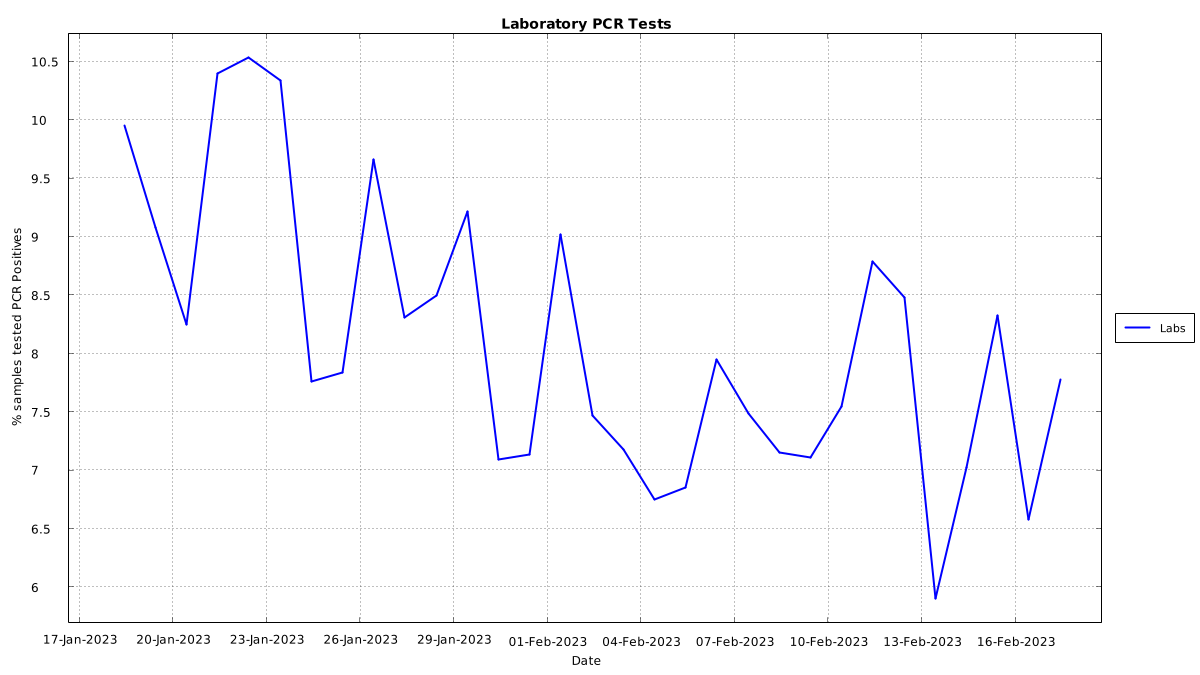 Laboratory PCR Tests
10.5
10
9.5
9
8.5
8
7.5
7
6.5
6
% samples tested PCR Positives
17-Jan-2023 20-Jan-2023 23-Jan-2023 26-Jan-2023 29-Jan-2023 01-Feb-2023 04-Feb-2023 07-Feb-2023 10-Feb-2023 13-Feb-2023 16-Feb-2023
Date
Labs